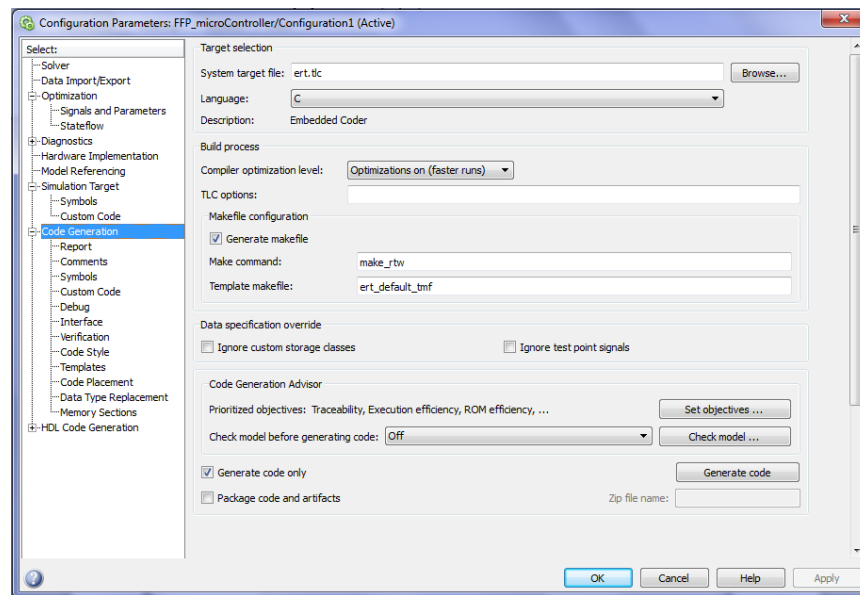 Configuration Parameters: FFP_microController/Configuration1 (Active)
Select:
Solver
Data Import/Export
Optimization
Signals and Parameters
Stateflow
Diagnostics
Hardware Implementation
Model Referencing
Simulation Target
Symbols
Custom Code
Code Generation
Report
Comments
Symbols
Custom Code
Debug
Interface
Verification
Code Style
Templates
Code Placement
Data Type Replacement
Memory Sections
HDL Code Generation
Target selection
System target file: ert.tlc Browse...
Language: C
Description: Embedded Coder
Build process
Compiler optimization level: Optimizations on (faster runs)
TLC options:
Makefile configuration
Generate makefile
Make command: make_rtw
Template makefile: ert_default_tmf
Data specification override
Ignore custom storage classes Ignore test point signals
Code Generation Advisor
Prioritized objectives: Traceability, Execution efficiency, ROM efficiency, ... Set objectives ...
Check model before generating code: Off Check model ...
Generate code only Generate code
Package code and artifacts Zip file name:
OK Cancel Help Apply